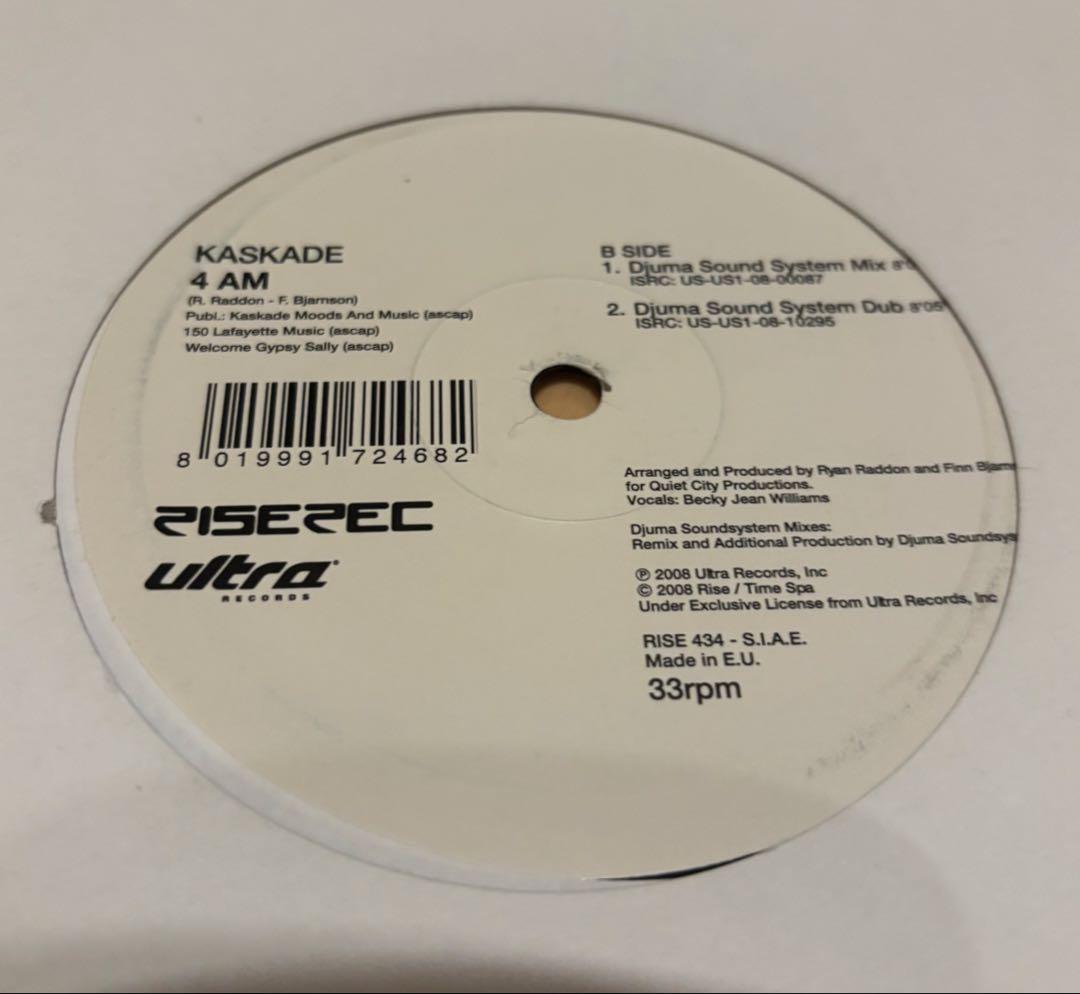 KASKADE
4 AM
(R. Raddon - F. Bjarnson)
Publ.: Kaskade Moods And Music (ascap)
150 Lafayette Music (ascap)
Welcome Gypsy Sally (ascap)
8 019991 724682
RISEREC
ultra
RECORDS
B SIDE
1. Djuma Sound System Mix
ISRC: US-US1-08-00087
2. Djuma Sound System Dub 8'05"
ISRC: US-US1-08-10295
Arranged and Produced by Ryan Raddon and Finn
for Quiet City Productions.
Vocals: Becky Jean Williams
Djuma Soundsystem Mixes:
Remix and Additional Production by Djuma
℗ 2008 Ultra Records, Inc
© 2008 Rise / Time Spa
Under Exclusive License from Ultra Records, Inc
RISE 434 - S.I.A.E.
Made in E.U.
33rpm